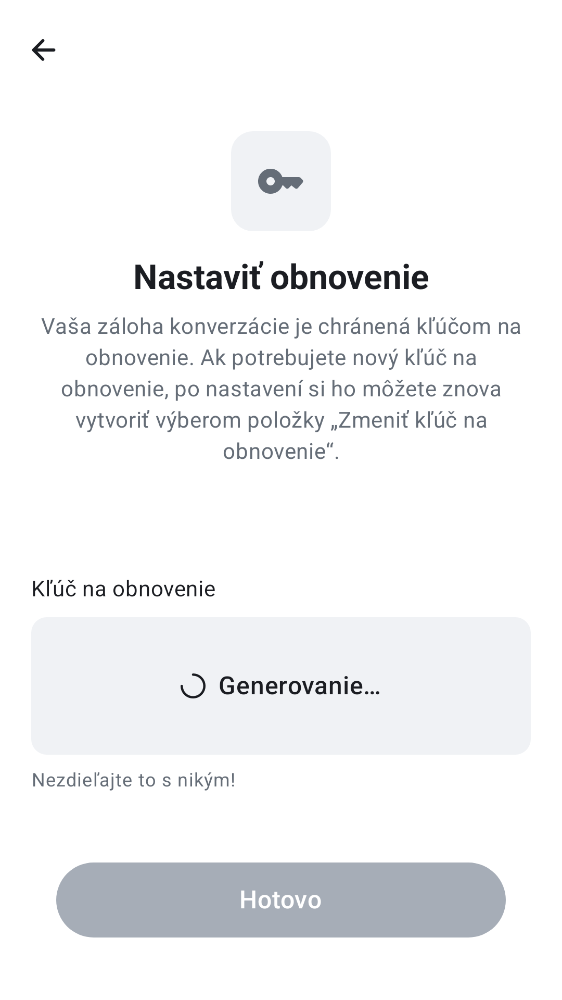 Nastaviť obnovenie
Vaša záloha konverzácie je chránená kľúčom na
obnovenie. Ak potrebujete nový kľúč na
obnovenie, po nastavení si ho môžete znova
vytvoriť výberom položky „Zmeniť kľúč na
obnovenie“.
Kľúč na obnovenie
Generovanie…
Nezdieľajte to s nikým!
Hotovo